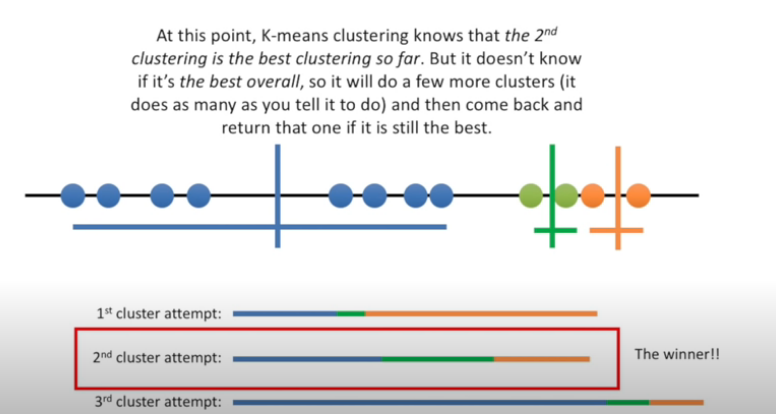 At this point, K-means clustering knows that the 2nd
clustering is the best clustering so far. But it doesn't know
if it's the best overall, so it will do a few more clusters (it
does as many as you tell it to do) and then come back and
return that one if it is still the best.
1st cluster attempt:
2nd cluster attempt:
The winner!!
3rd cluster attempt: